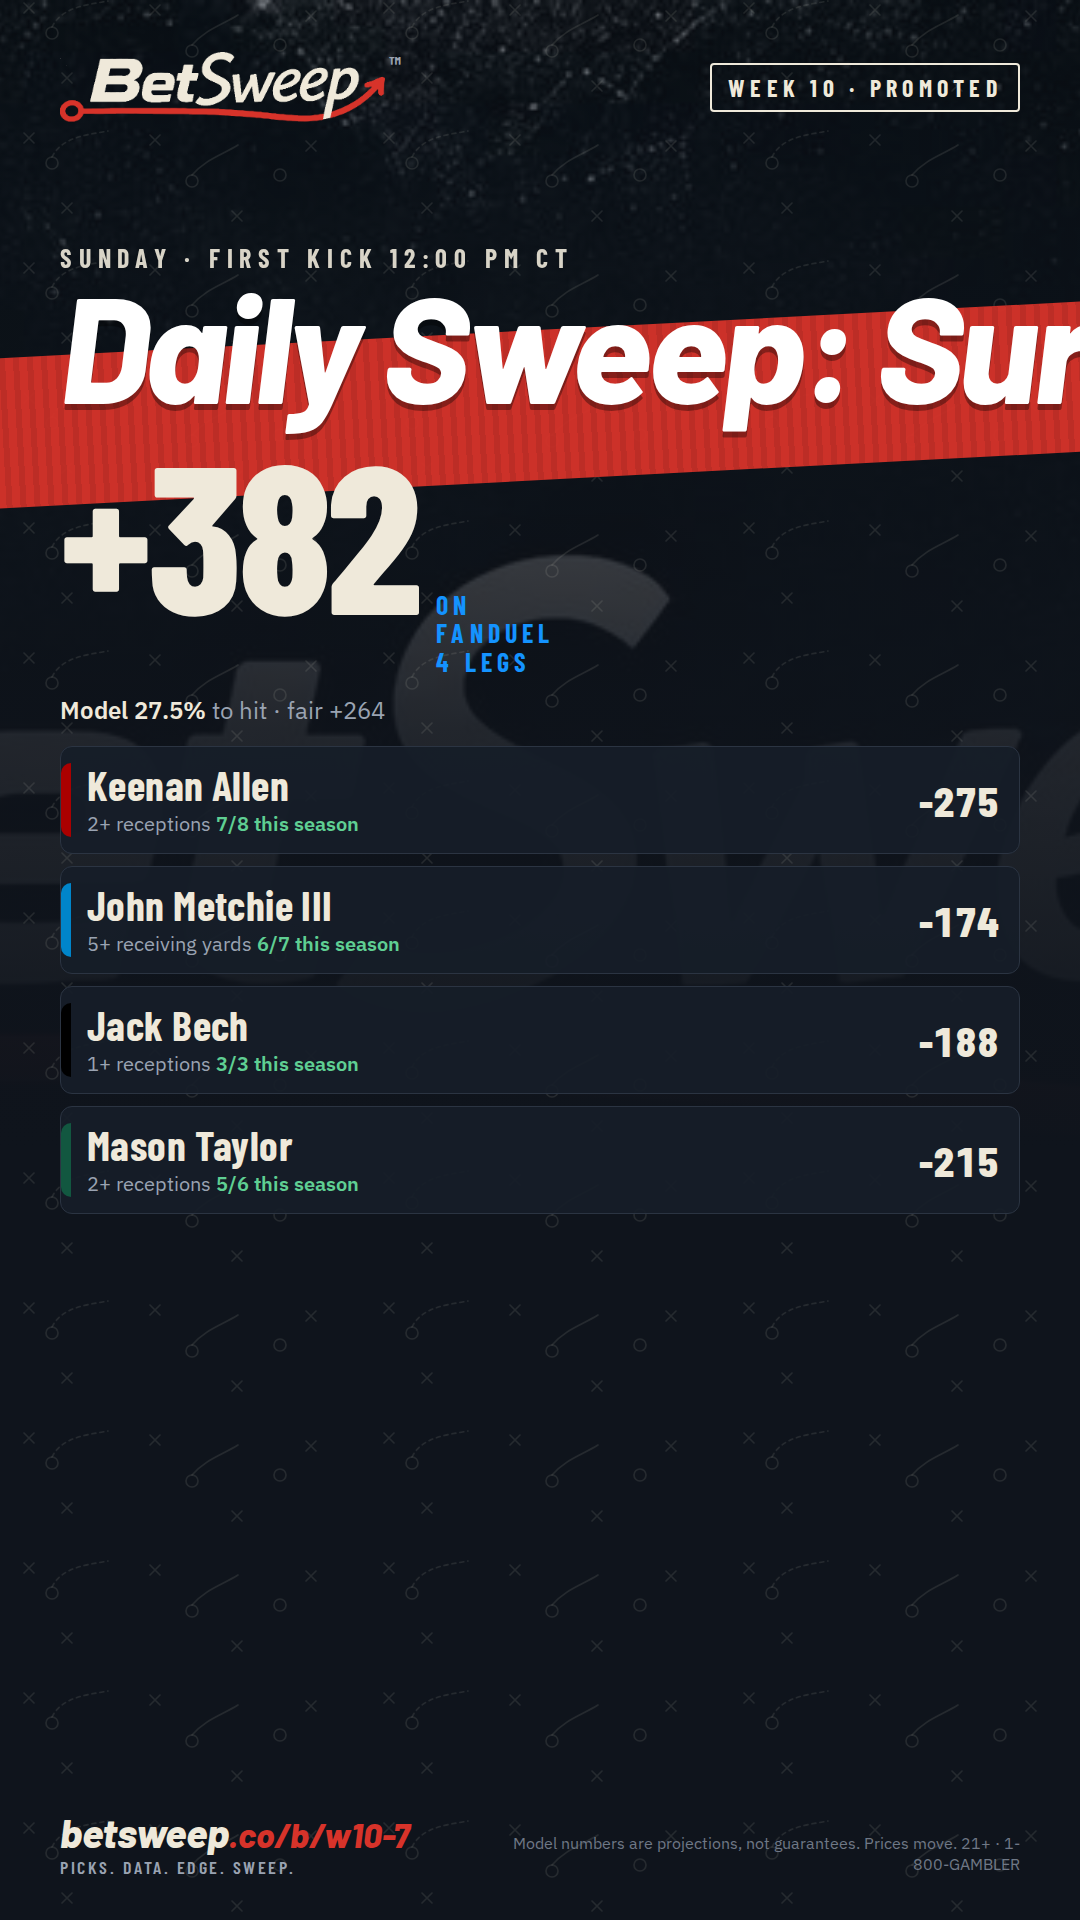 BetSweep™
WEEK 10 · PROMOTED
SUNDAY · FIRST KICK 12:00 PM CT
Daily Sweep: Sun
+382
ON
FANDUEL
4 LEGS
Model 27.5% to hit · fair +264
Keenan Allen
2+ receptions 7/8 this season
-275
John Metchie III
5+ receiving yards 6/7 this season
-174
Jack Bech
1+ receptions 3/3 this season
-188
Mason Taylor
2+ receptions 5/6 this season
-215
betsweep.co/b/w10-7
PICKS. DATA. EDGE. SWEEP.
Model numbers are projections, not guarantees. Prices move. 21+ · 1-
800-GAMBLER